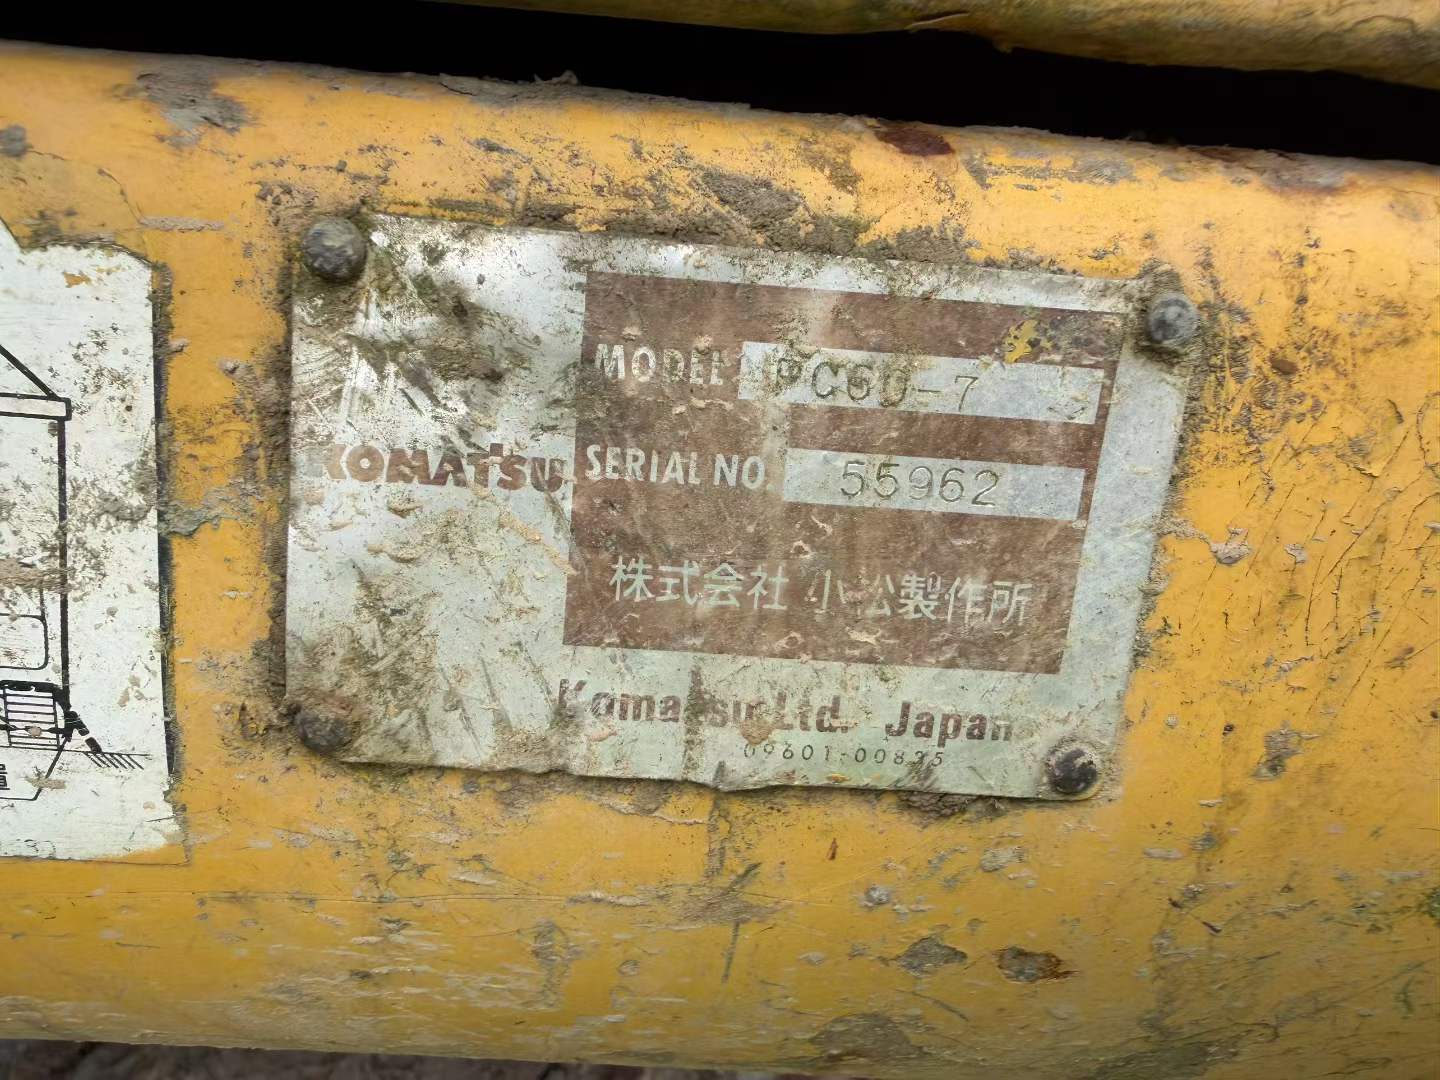 MODEL PC60-7
KOMATSU
SERIAL NO. 55962
株式会社 小松製作所
Komatsu Ltd. Japan
09601-00835